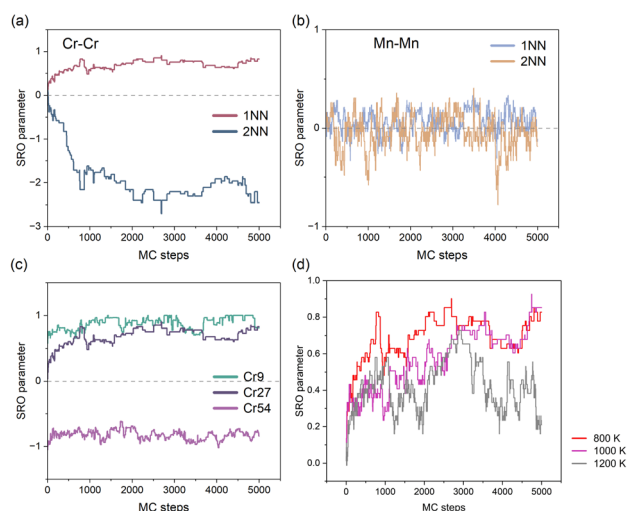 (a)
Cr-Cr
SRO parameter
1
0
−1
−2
−3
1NN
2NN
0 1000 2000 3000 4000 5000
MC steps
(b)
Mn-Mn
SRO parameter
1
0
−1
1NN
2NN
0 1000 2000 3000 4000 5000
MC steps
(c)
SRO parameter
1
0
−1
Cr9
Cr27
Cr54
0 1000 2000 3000 4000 5000
MC steps
(d)
SRO parameter
1.0
0.8
0.6
0.4
0.2
0.0
0 1000 2000 3000 4000 5000
MC steps
800 K
1000 K
1200 K